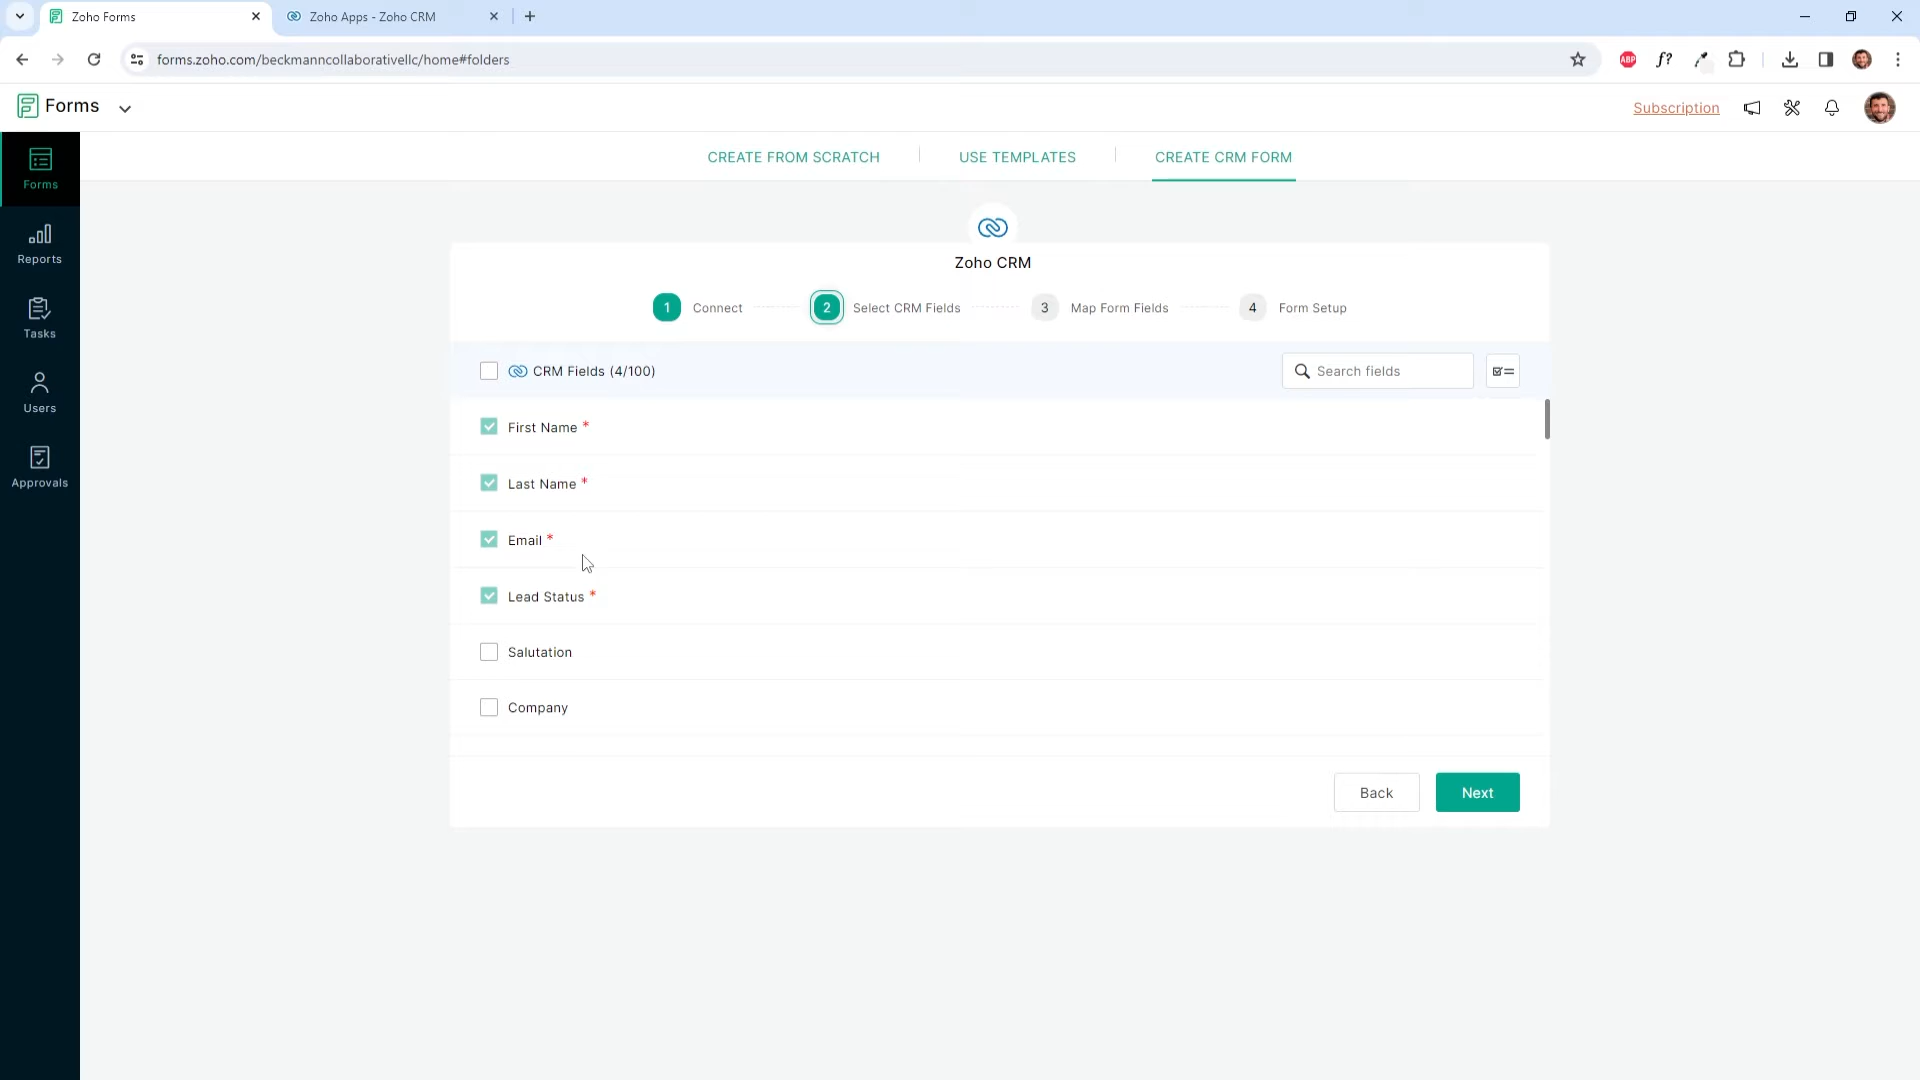 Zoho Forms
Zoho Apps - Zoho CRM
forms.zoho.com/beckmanncollaborativellc/home#folders
ABP
f?
Forms
Subscription
Forms
Reports
Tasks
Users
Approvals
CREATE FROM SCRATCH
USE TEMPLATES
CREATE CRM FORM
Zoho CRM
1 Connect
2 Select CRM Fields
3 Map Form Fields
4 Form Setup
CRM Fields (4/100)
Search fields
First Name *
Last Name *
Email *
Lead Status *
Salutation
Company
Back
Next